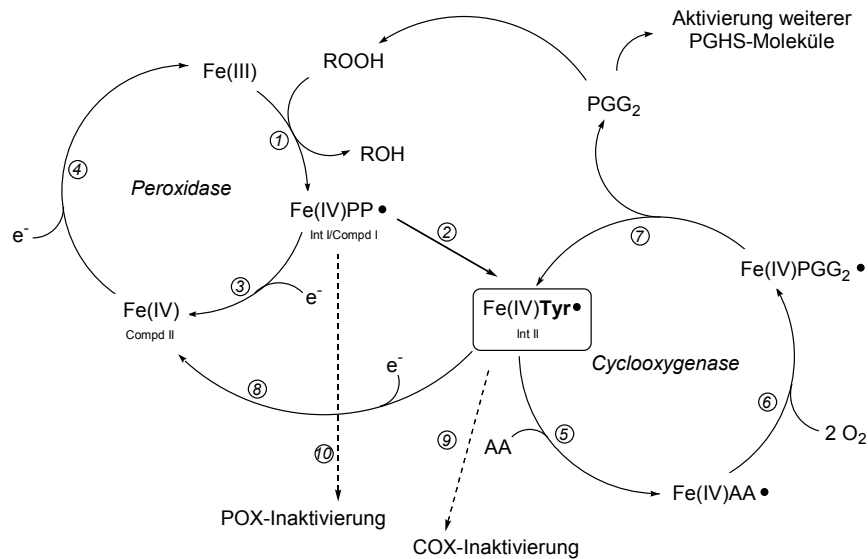 Aktivierung weiterer
PGHS-Moleküle
ROOH
Fe(III)
PGG2
①
ROH
④
Peroxidase
Fe(IV)PP•
Int I/Compd I
②
⑦
e-
③
e-
Fe(IV)PGG2•
Fe(IV)
Compd II
Fe(IV)Tyr•
Int II
Cyclooxygenase
⑧
e-
⑥
⑨
AA
⑤
2 O2
⑩
Fe(IV)AA•
POX-Inaktivierung
COX-Inaktivierung